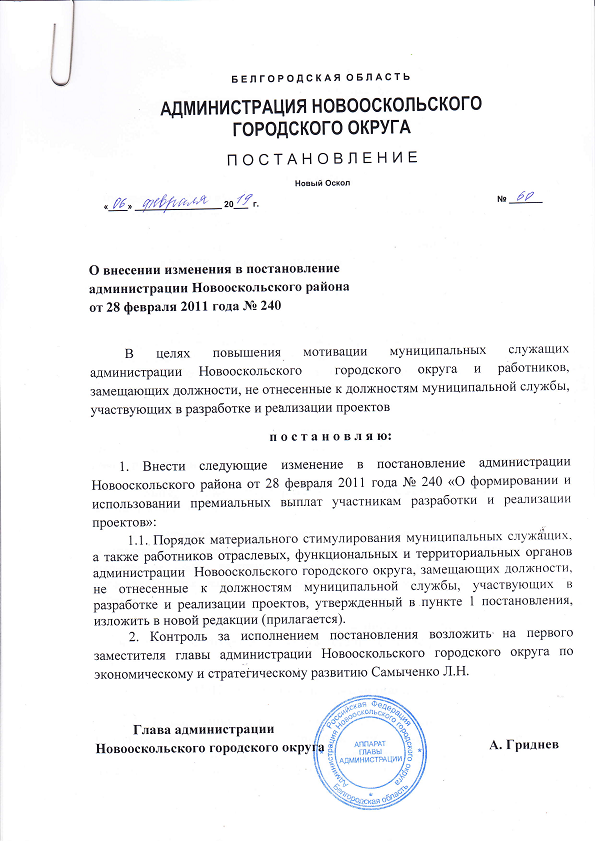 БЕЛГОРОДСКАЯ ОБЛАСТЬ
АДМИНИСТРАЦИЯ НОВООСКОЛЬСКОГО
ГОРОДСКОГО ОКРУГА
ПОСТАНОВЛЕНИЕ
Новый Оскол
«06» февраля 2019 г. № 60
О внесении изменения в постановление
администрации Новооскольского района
от 28 февраля 2011 года № 240
В целях повышения мотивации муниципальных служащих
администрации Новооскольского городского округа и работников,
замещающих должности, не отнесенные к должностям муниципальной службы,
участвующих в разработке и реализации проектов
п о с т а н о в л я ю:
1. Внести следующие изменение в постановление администрации
Новооскольского района от 28 февраля 2011 года № 240 «О формировании и
использовании премиальных выплат участникам разработки и реализации
проектов»:
1.1. Порядок материального стимулирования муниципальных служащих,
а также работников отраслевых, функциональных и территориальных органов
администрации Новооскольского городского округа, замещающих должности,
не отнесенные к должностям муниципальной службы, участвующих в
разработке и реализации проектов, утвержденный в пункте 1 постановления,
изложить в новой редакции (прилагается).
2. Контроль за исполнением постановления возложить на первого
заместителя главы администрации Новооскольского городского округа по
экономическому и стратегическому развитию Самыченко Л.Н.
Глава администрации
Новооскольского городского округа А. Гриднев
Российская Федерация
Администрация Новооскольского городского округа
Белгородская область
АППАРАТ
ГЛАВЫ
АДМИНИСТРАЦИИ